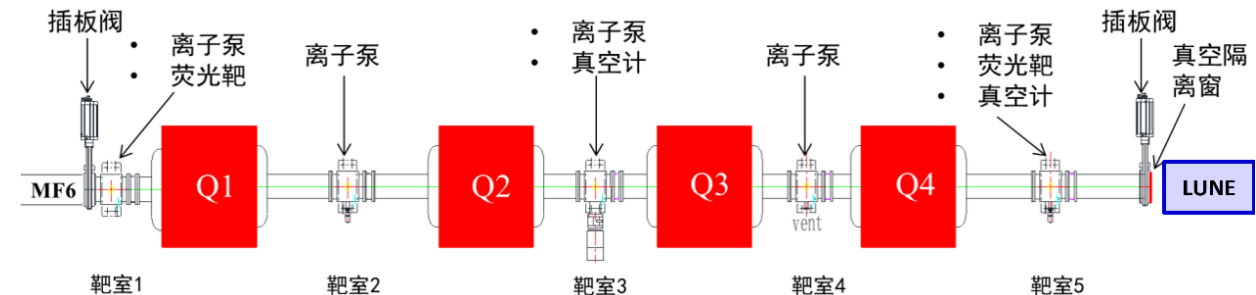 插板阀
• 离子泵
• 荧光靶
离子泵
• 离子泵
• 真空计
离子泵
• 离子泵
• 荧光靶
• 真空计
插板阀
真空隔
离窗
MF6
Q1
Q2
Q3
Q4
LUNE
vent
靶室1
靶室2
靶室3
靶室4
靶室5